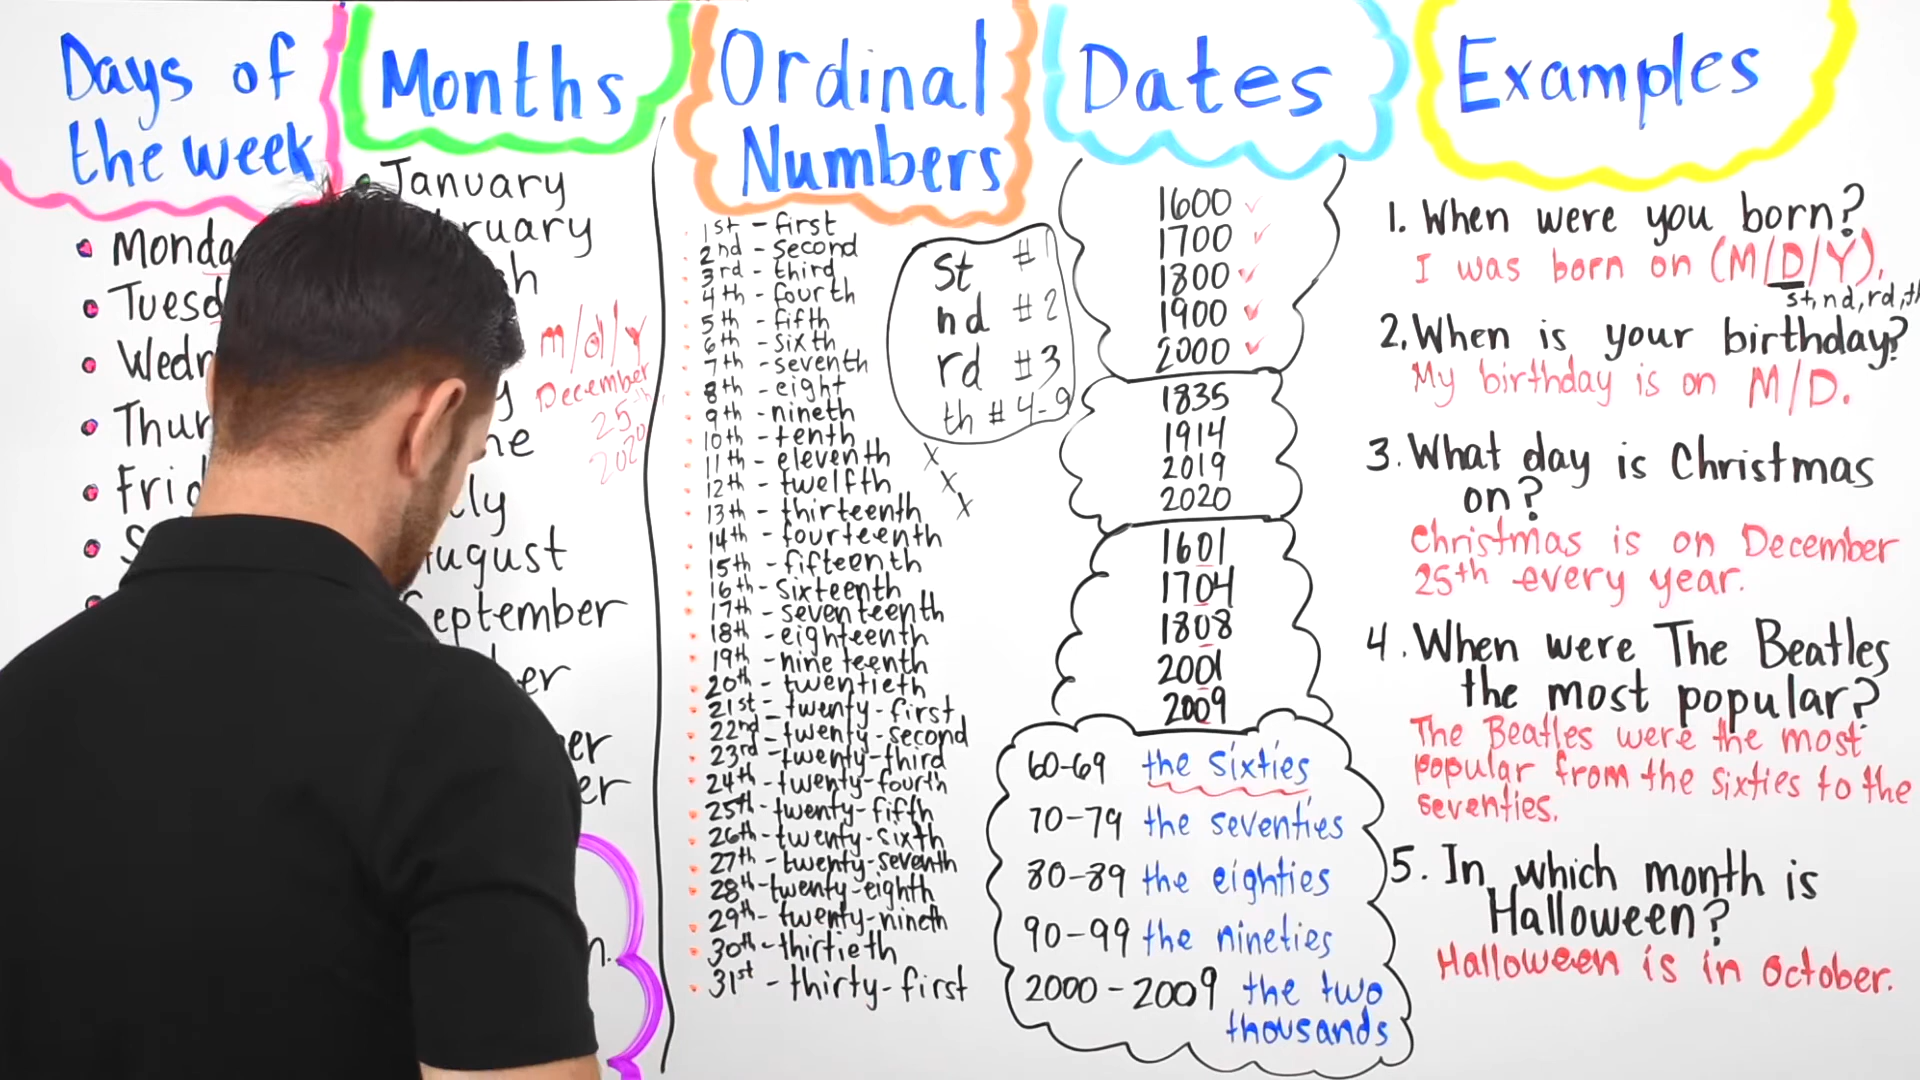 Days of
the week
Months
January
ruary
h
y
ne
ly
ugust
eptember
er
er
er
n.
Monda
Tuesd
Wedn
Thur
Frid
S
M/d/Y
December
25th,
2020
Ordinal
Numbers
1st - first
2nd - second
3rd - third
4th - fourth
5th - fifth
6th - sixth
7th - seventh
8th - eight
9th - nineth
10th - tenth
11th - eleventh
12th - twelfth
13th - thirteenth
14th - fourteenth
15th - fifteenth
16th - sixteenth
17th - seventeenth
18th - eighteenth
19th - nineteenth
20th - twentieth
21st - twenty-first
22nd - twenty-second
23rd - twenty-third
24th - twenty-fourth
25th - twenty-fifth
26th - twenty-sixth
27th - twenty-seventh
28th - twenty-eighth
29th - twenty-nineth
30th - thirtieth
31st - thirty-first
st #1
nd #2
rd #3
th #4-9
x
x
x
Dates
1600 ✓
1700 ✓
1800 ✓
1900 ✓
2000 ✓
1835
1914
2019
2020
1601
1704
1808
2001
2009
60-69 the sixties
70-79 the seventies
80-89 the eighties
90-99 the nineties
2000-2009 the two
thousands
Examples
1. When were you born?
I was born on (M/D/Y).
st, nd, rd, th
2. When is your birthday?
My birthday is on M/D.
3. What day is Christmas
on?
Christmas is on December
25th every year.
4. When were The Beatles
the most popular?
The Beatles were the most
popular from the sixties to the
seventies.
5. In which month is
Halloween?
Halloween is in October.